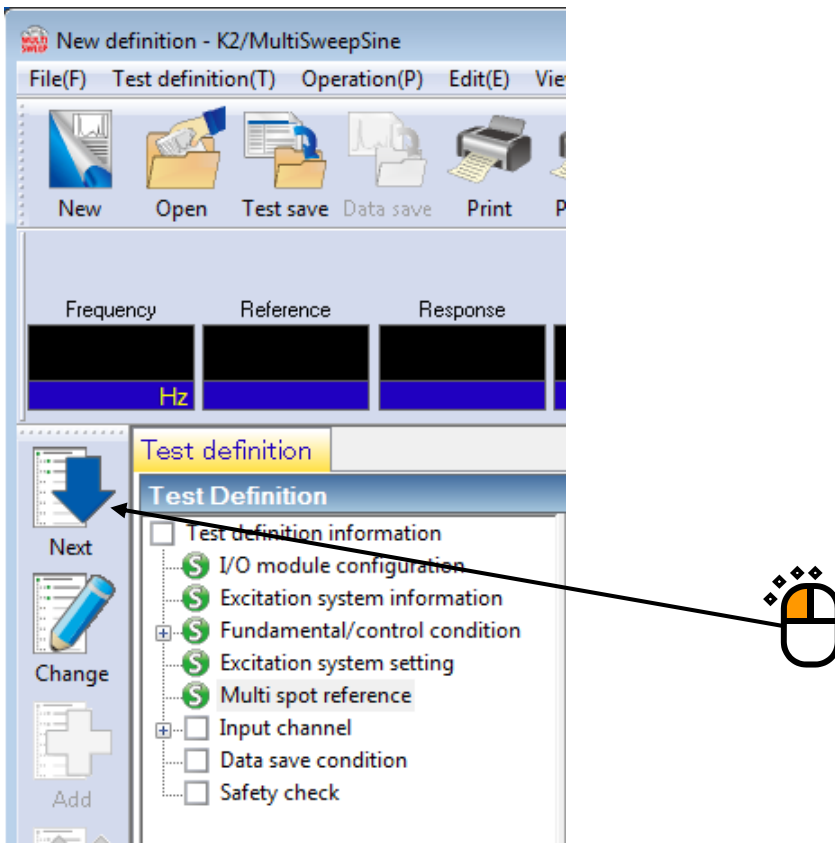 New definition - K2/MultiSweepSine
File(F) Test definition(T) Operation(P) Edit(E)
New Open Test save Data save Print
Frequency Reference Response
Hz
Test definition
Test Definition
Next
Test definition information
I/O module configuration
Excitation system information
Fundamental/control condition
Change
Excitation system setting
Multi spot reference
Input channel
Data save condition
Add
Safety check